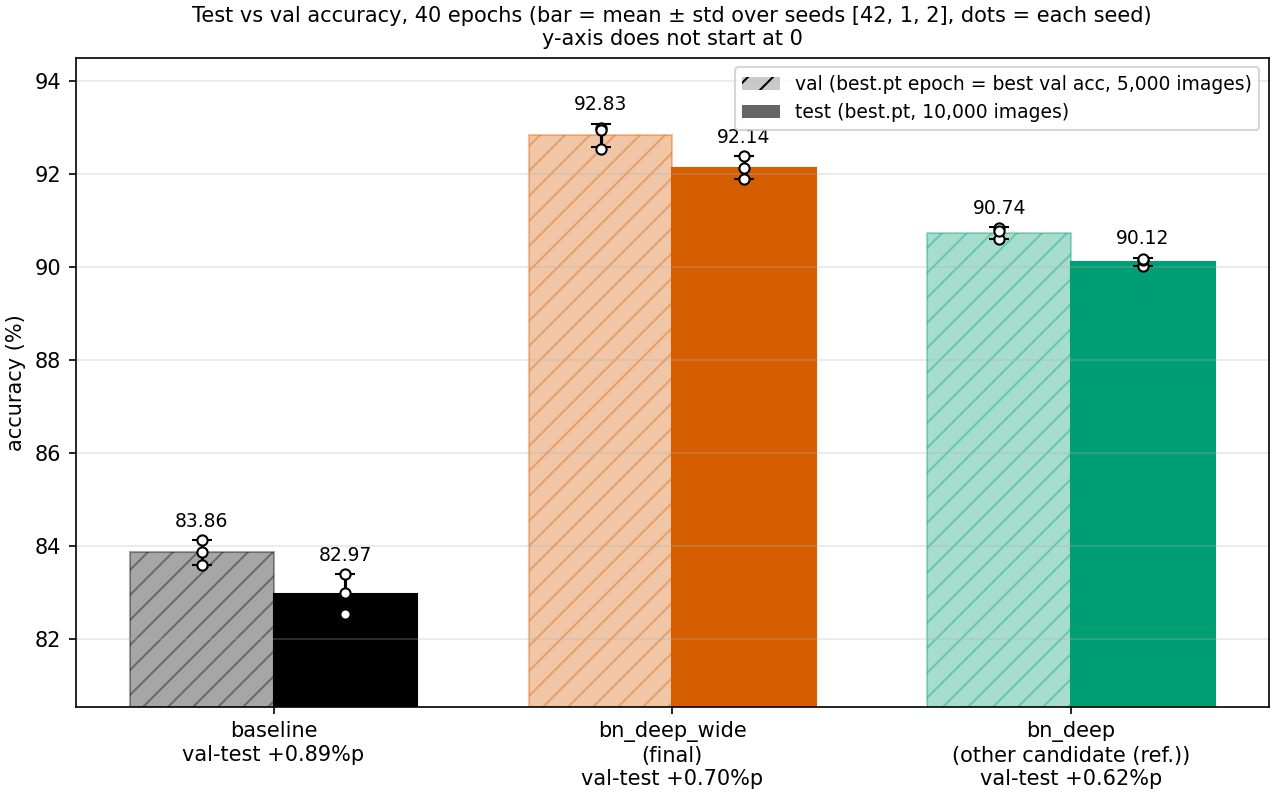 Test vs val accuracy, 40 epochs (bar = mean ± std over seeds [42, 1, 2], dots = each seed)
y-axis does not start at 0
val (best.pt epoch = best val acc, 5,000 images)
test (best.pt, 10,000 images)
accuracy (%)
94
92
90
88
86
84
82
83.86
82.97
92.83
92.14
90.74
90.12
baseline
val-test +0.89%p
bn_deep_wide
(final)
val-test +0.70%p
bn_deep
(other candidate (ref.))
val-test +0.62%p